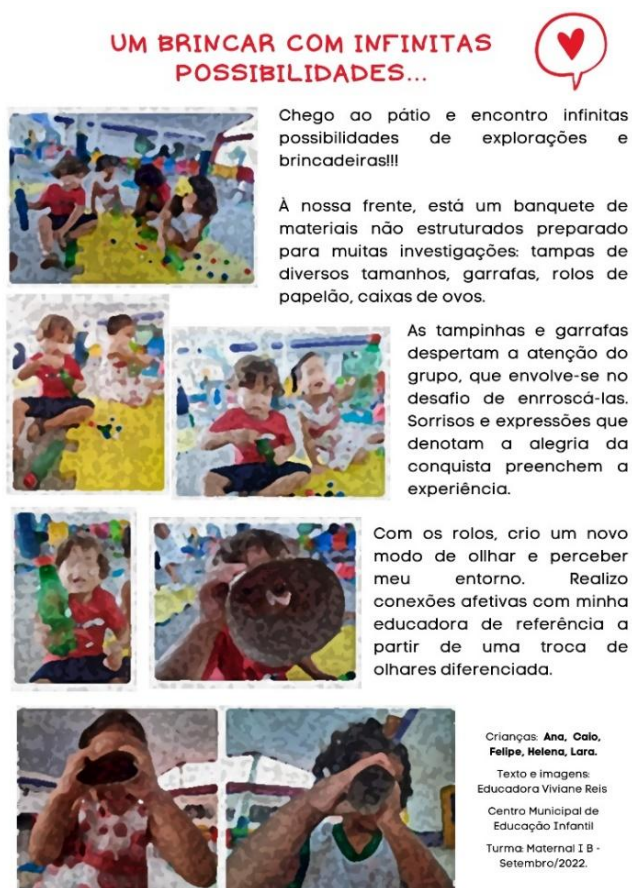 UM BRINCAR COM INFINITAS
POSSIBILIDADES...
Chego ao pátio e encontro infinitas
possibilidades de explorações e
brincadeiras!!!
À nossa frente, está um banquete de
materiais não estruturados preparado
para muitas investigações: tampas de
diversos tamanhos, garrafas, rolos de
papelão, caixas de ovos.
As tampinhas e garrafas
despertam a atenção do
grupo, que envolve-se no
desafio de enrroscá-las.
Sorrisos e expressões que
denotam a alegria da
conquista preenchem a
experiência.
Com os rolos, crio um novo
modo de ollhar e perceber
meu entorno. Realizo
conexões afetivas com minha
educadora de referência a
partir de uma troca de
olhares diferenciada.
Crianças: Ana, Caio,
Felipe, Helena, Lara.
Texto e imagens:
Educadora Viviane Reis
Centro Municipal de
Educação Infantil
Turma: Maternal I B -
Setembro/2022.